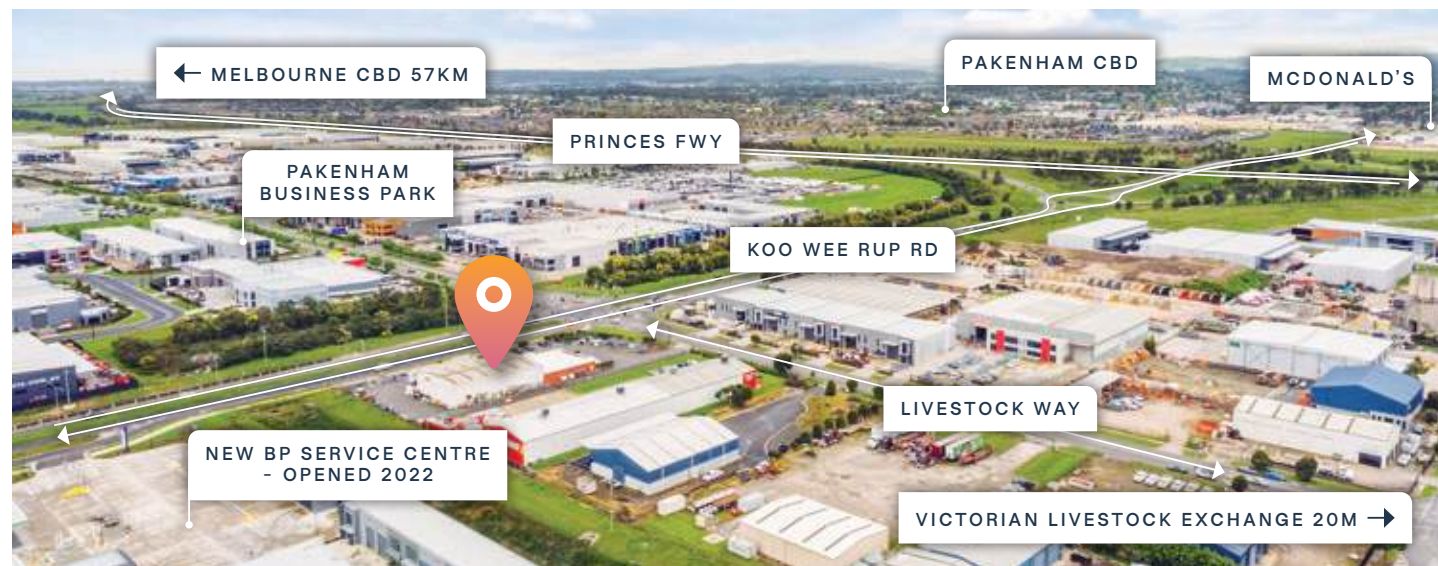 MELBOURNE CBD 57KM
PAKENHAM CBD
MCDONALD'S
PRINCES FWY
PAKENHAM
BUSINESS PARK
KOO WEE RUP RD
LIVESTOCK WAY
NEW BP SERVICE CENTRE
– OPENED 2022
VICTORIAN LIVESTOCK EXCHANGE 20M